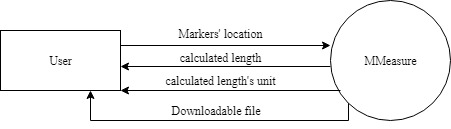 Markers' location
calculated length
User
MMeasure
calculated length's unit
Downloadable file